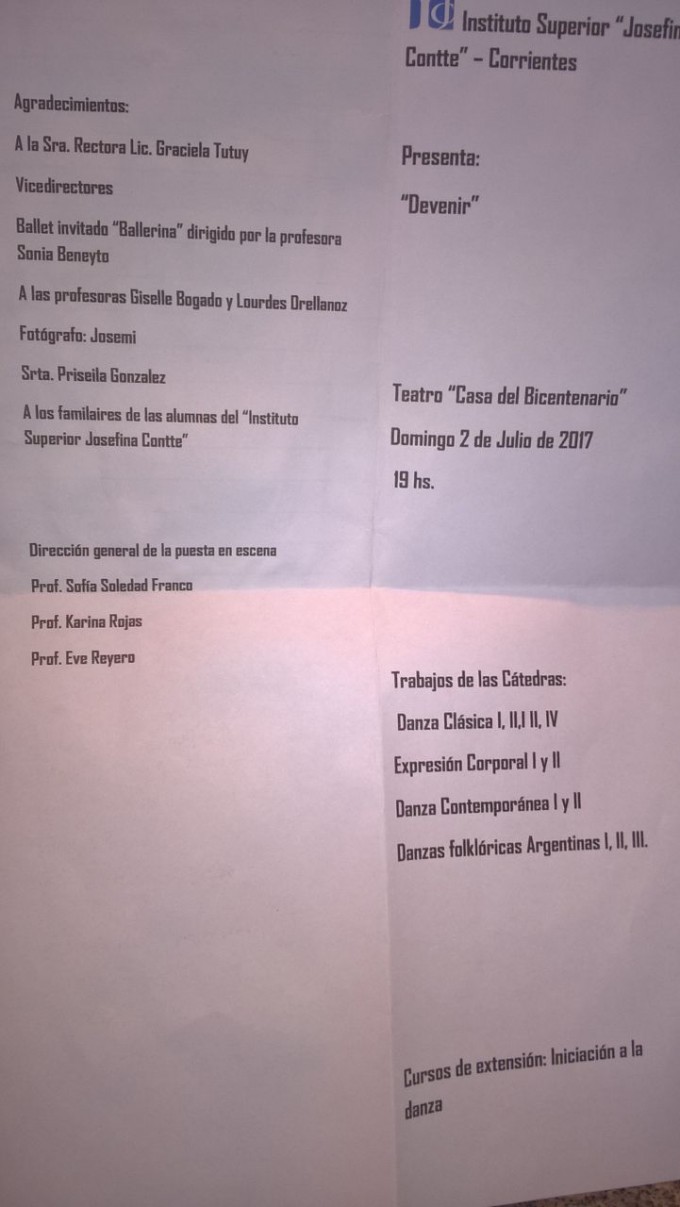 Agradecimientos:
A la Sra. Rectora Lic. Graciela Tutuy
Vicedirectores
Ballet invitado “Ballerina” dirigido por la profesora
Sonia Beneyto
A las profesoras Giselle Bogado y Lourdes Orellanoz
Fotógrafo: Josemi
Srta. Priseila Gonzalez
A los familaires de las alumnas del “Instituto
Superior Josefina Contte”
Dirección general de la puesta en escena
Prof. Sofía Soledad Franco
Prof. Karina Rojas
Prof. Eve Reyero
Instituto Superior “Josefin
Contte” – Corrientes
Presenta:
“Devenir”
Teatro “Casa del Bicentenario”
Domingo 2 de Julio de 2017
19 hs.
Trabajos de las Cátedras:
Danza Clásica I, II,I II, IV
Expresión Corporal I y II
Danza Contemporánea I y II
Danzas folklóricas Argentinas I, II, III.
Cursos de extensión: Iniciación a la
danza